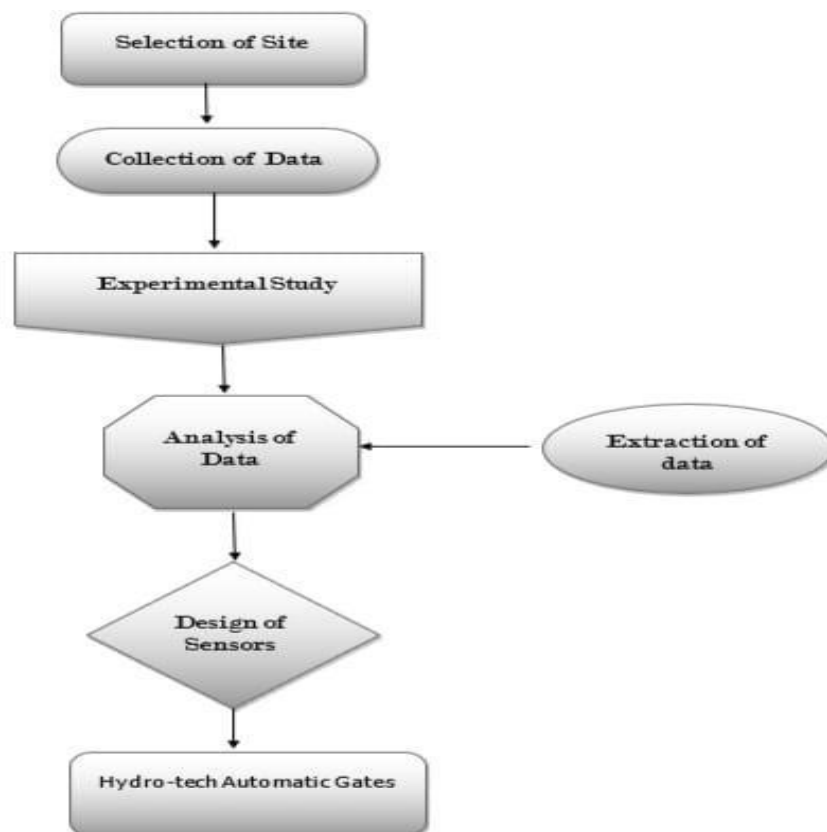 Selection of Site
Collection of Data
Experimental Study
Analysis of
Data
Extraction of
data
Design of
Sensors
Hydro-tech Automatic Gates